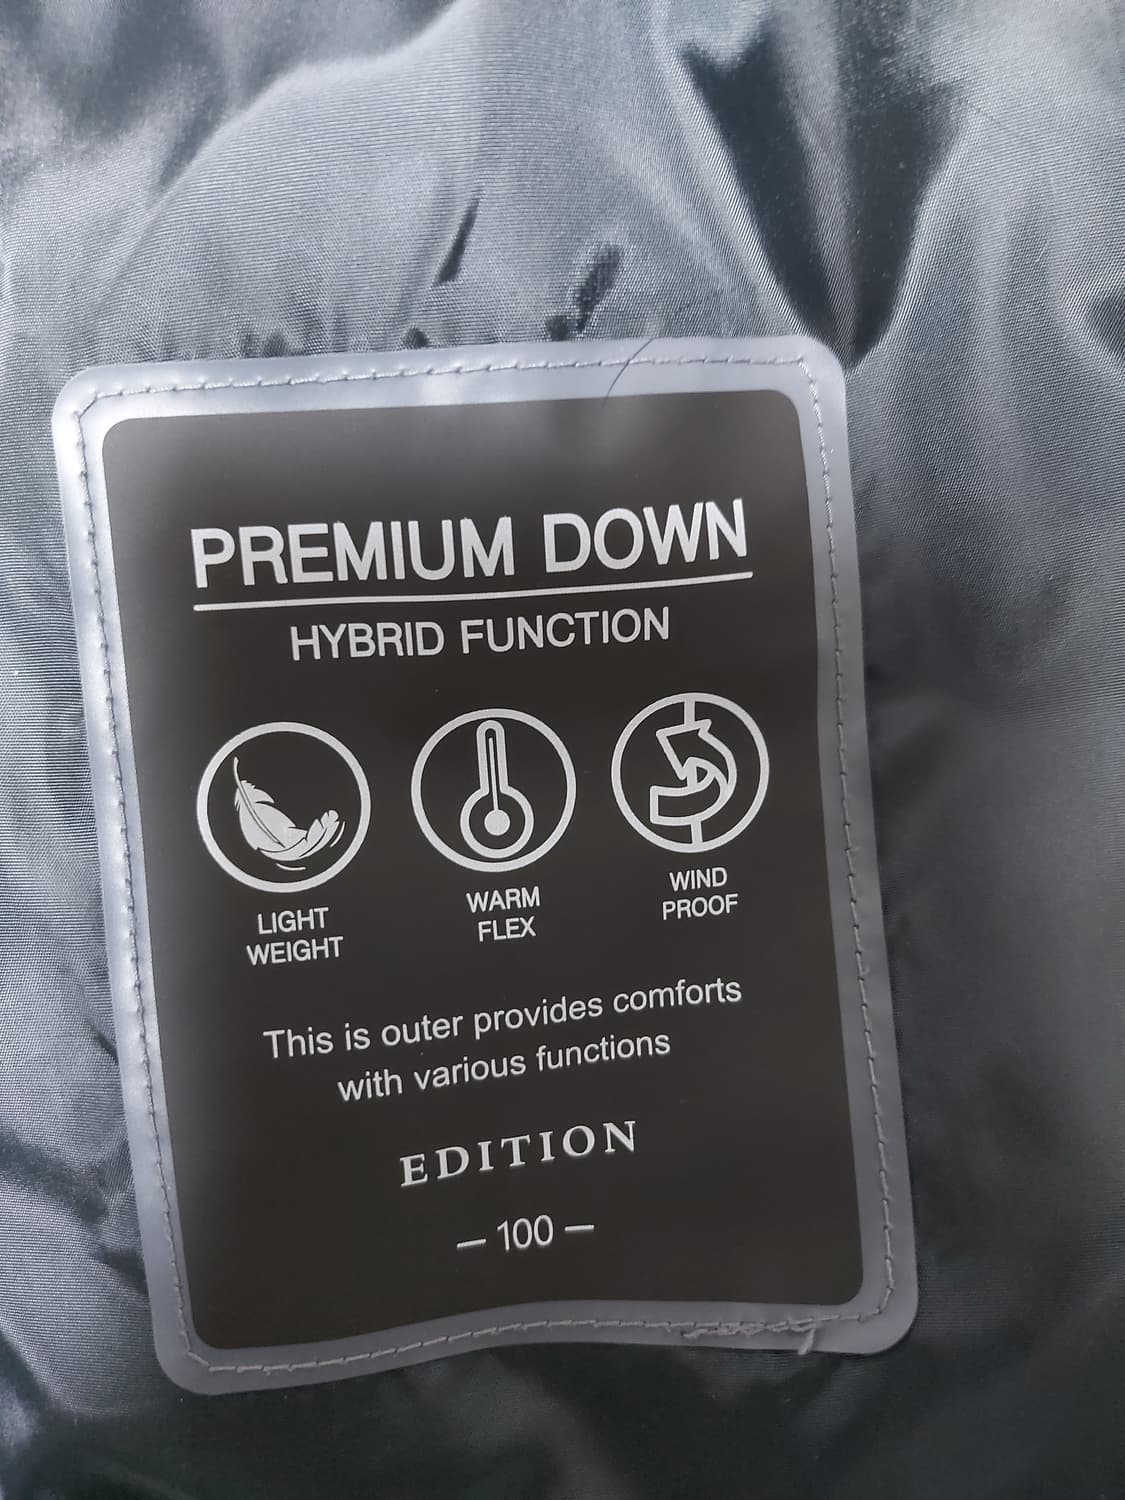 PREMIUM DOWN
HYBRID FUNCTION
LIGHT
WEIGHT
WARM
FLEX
WIND
PROOF
This is outer provides comforts
with various functions
EDITION
— 100 —